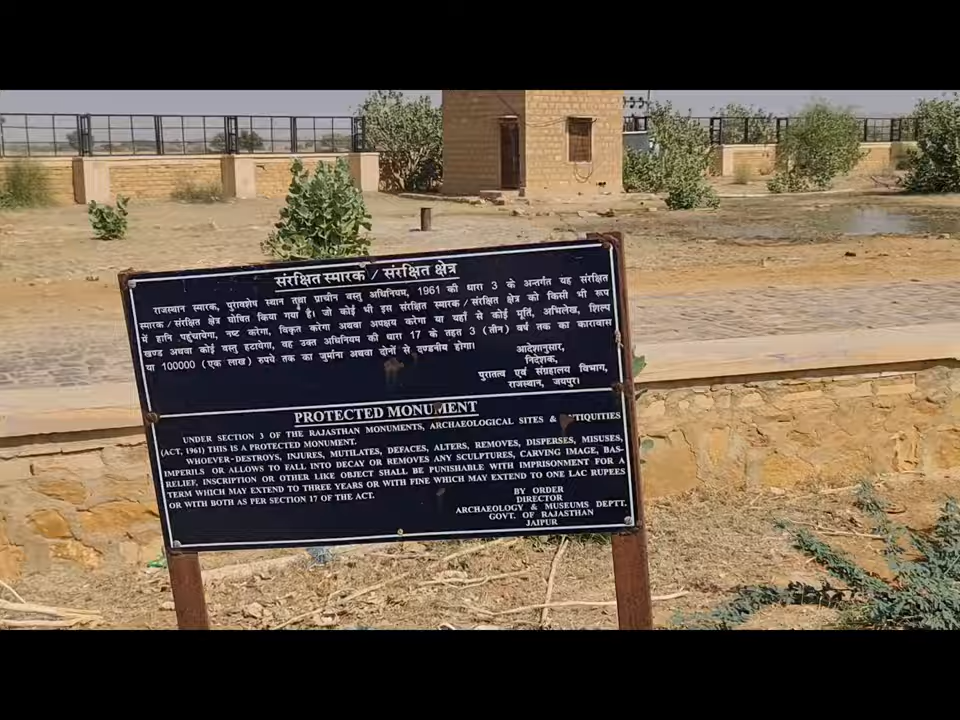 संरक्षित स्मारक / संरक्षित क्षेत्र
राजस्थान स्मारक, पुरावशेष स्थान तथा प्राचीन वस्तु अधिनियम, 1961 की धारा 3 के अन्तर्गत यह संरक्षित
स्मारक / संरक्षित क्षेत्र घोषित किया गया है। जो कोई भी इस संरक्षित स्मारक / संरक्षित क्षेत्र को किसी भी रूप
में हानि पहुंचायेगा, नष्ट करेगा, विकृत करेगा अथवा अपक्षय करेगा या यहाँ से कोई मूर्ति, अभिलेख, शिल्प
खण्ड अथवा कोई वस्तु हटायेगा, वह उक्त अधिनियम की धारा 17 के तहत 3 (तीन) वर्ष तक का कारावास
या 100000 (एक लाख) रुपये तक का जुर्माना अथवा दोनों से दण्डनीय होगा।
आदेशानुसार,
निदेशक,
पुरातत्व एवं संग्रहालय विभाग,
राजस्थान, जयपुर।
PROTECTED MONUMENT
UNDER SECTION 3 OF THE RAJASTHAN MONUMENTS, ARCHAEOLOGICAL SITES & ANTIQUITIES
(ACT, 1961) THIS IS A PROTECTED MONUMENT.
WHOEVER-DESTROYS, INJURES, MUTILATES, DEFACES, ALTERS, REMOVES, DISPERSES, MISUSES,
IMPERILS OR ALLOWS TO FALL INTO DECAY OR REMOVES ANY SCULPTURES, CARVING IMAGE, BAS-
RELIEF, INSCRIPTION OR OTHER LIKE OBJECT SHALL BE PUNISHABLE WITH IMPRISONMENT FOR A
TERM WHICH MAY EXTEND TO THREE YEARS OR WITH FINE WHICH MAY EXTEND TO ONE LAC RUPEES
OR WITH BOTH AS PER SECTION 17 OF THE ACT.
BY ORDER
DIRECTOR
ARCHAEOLOGY & MUSEUMS DEPTT.
GOVT. OF RAJASTHAN
JAIPUR